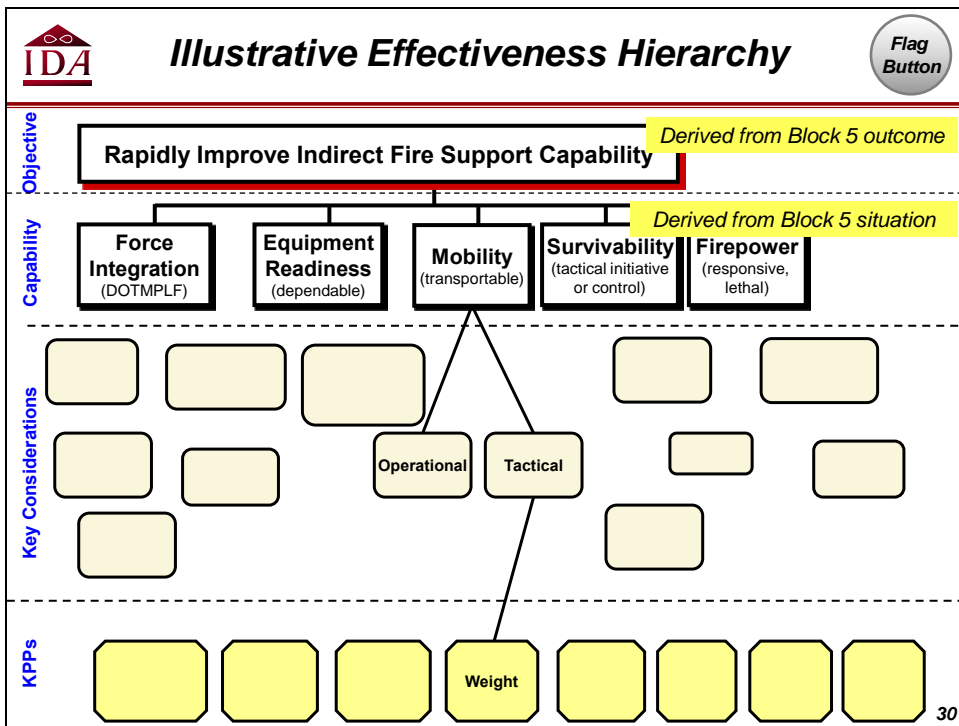 IDA
Illustrative Effectiveness Hierarchy
Flag
Button
Objective
Derived from Block 5 outcome
Rapidly Improve Indirect Fire Support Capability
Capability
Derived from Block 5 situation
Force
Integration
(DOTMPLF)
Equipment
Readiness
(dependable)
Mobility
(transportable)
Survivability
(tactical initiative
or control)
Firepower
(responsive,
lethal)
Key Considerations
Operational
Tactical
KPPs
Weight
30